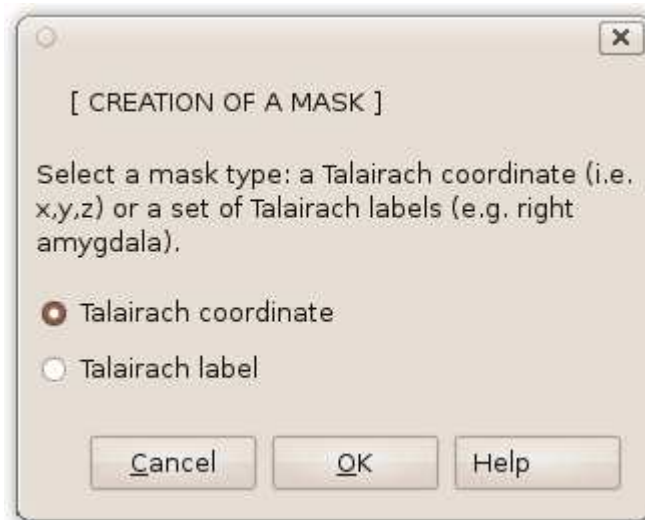 [ CREATION OF A MASK ]
Select a mask type: a Talairach coordinate (i.e.
x,y,z) or a set of Talairach labels (e.g. right
amygdala).
Talairach coordinate
Talairach label
Cancel OK Help